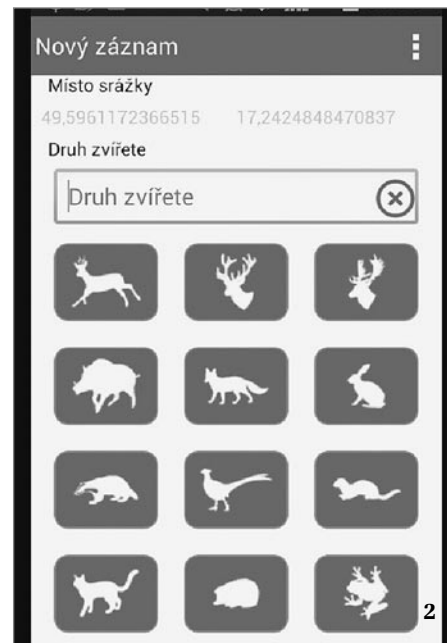 Nový záznam
Místo srážky
49,5961172366515 17,2424848470837
Druh zvířete
Druh zvířete
2